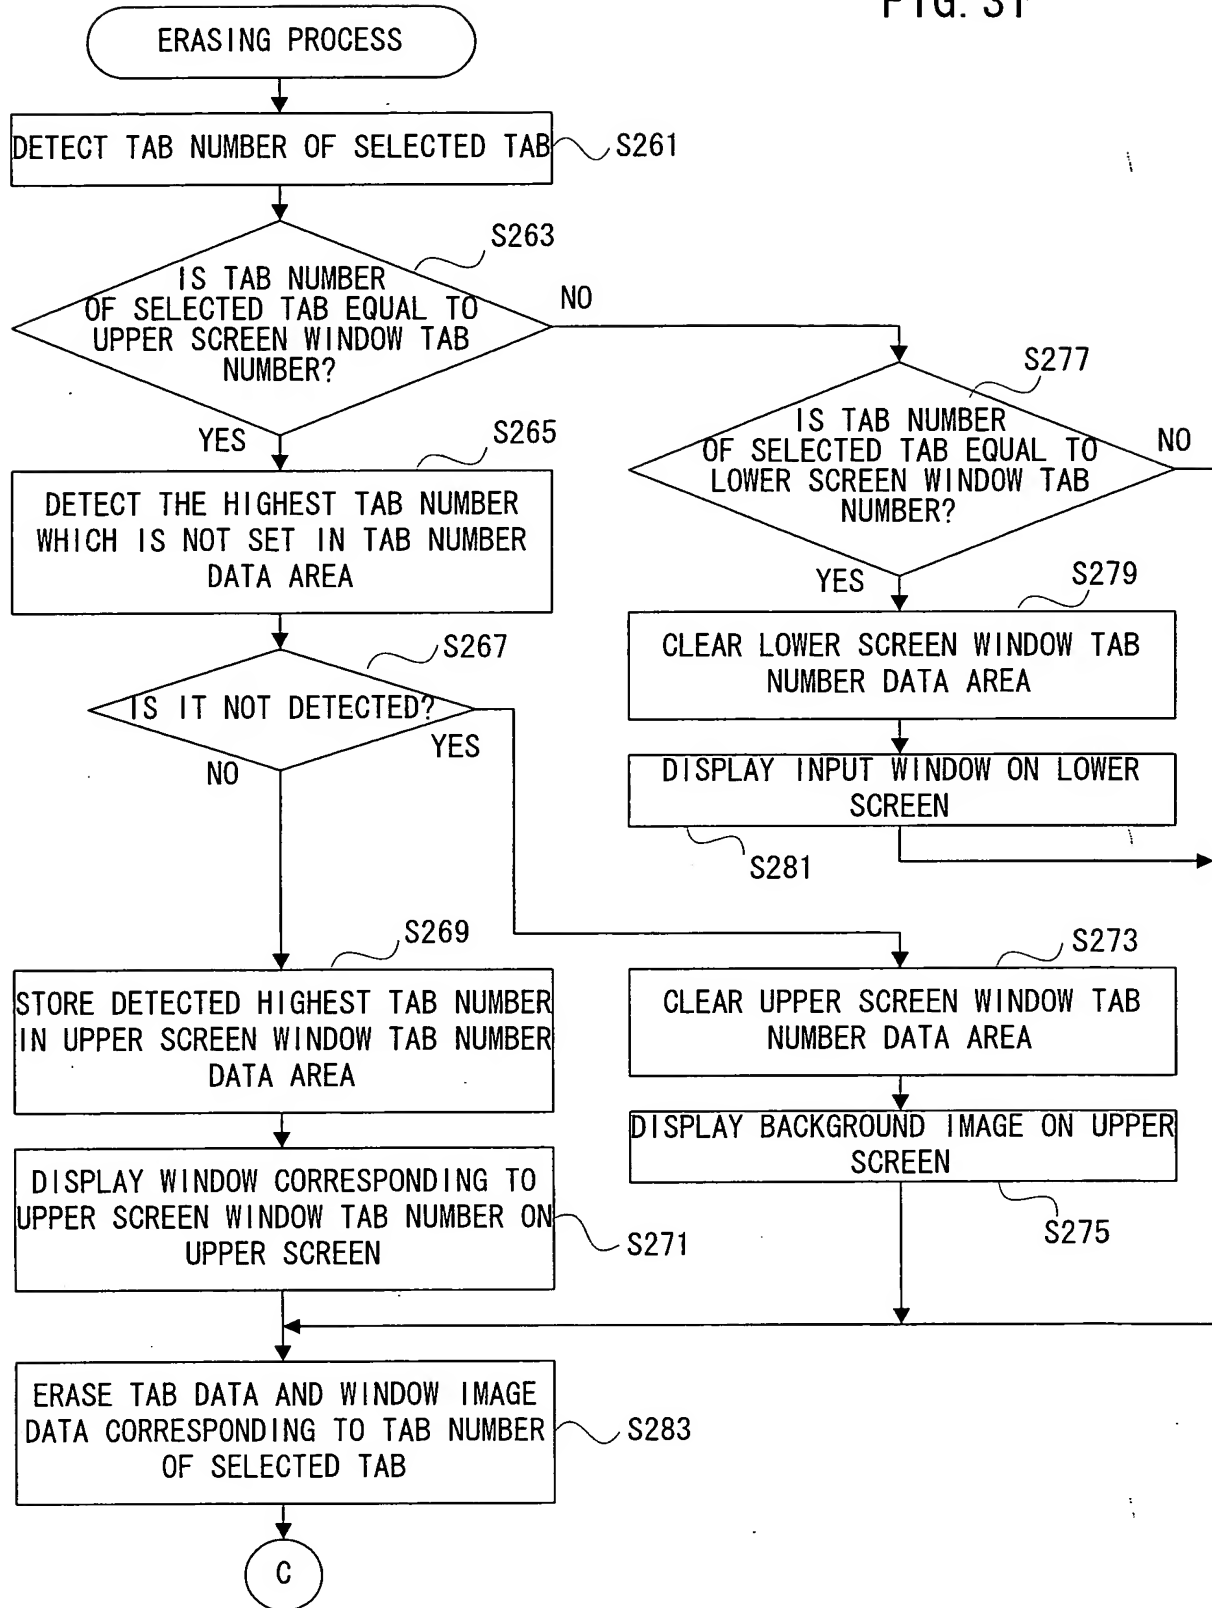 FIG. 31
ERASING PROCESS
DETECT TAB NUMBER OF SELECTED TAB
S261
S263
IS TAB NUMBER
OF SELECTED TAB EQUAL TO
UPPER SCREEN WINDOW TAB
NUMBER?
NO
YES
S277
IS TAB NUMBER
OF SELECTED TAB EQUAL TO
LOWER SCREEN WINDOW TAB
NUMBER?
NO
YES
S265
DETECT THE HIGHEST TAB NUMBER
WHICH IS NOT SET IN TAB NUMBER
DATA AREA
S279
CLEAR LOWER SCREEN WINDOW TAB
NUMBER DATA AREA
S267
IS IT NOT DETECTED?
YES
NO
DISPLAY INPUT WINDOW ON LOWER
SCREEN
S281
S269
STORE DETECTED HIGHEST TAB NUMBER
IN UPPER SCREEN WINDOW TAB NUMBER
DATA AREA
S273
CLEAR UPPER SCREEN WINDOW TAB
NUMBER DATA AREA
DISPLAY WINDOW CORRESPONDING TO
UPPER SCREEN WINDOW TAB NUMBER ON
UPPER SCREEN
S271
DISPLAY BACKGROUND IMAGE ON UPPER
SCREEN
S275
ERASE TAB DATA AND WINDOW IMAGE
DATA CORRESPONDING TO TAB NUMBER
OF SELECTED TAB
S283
C